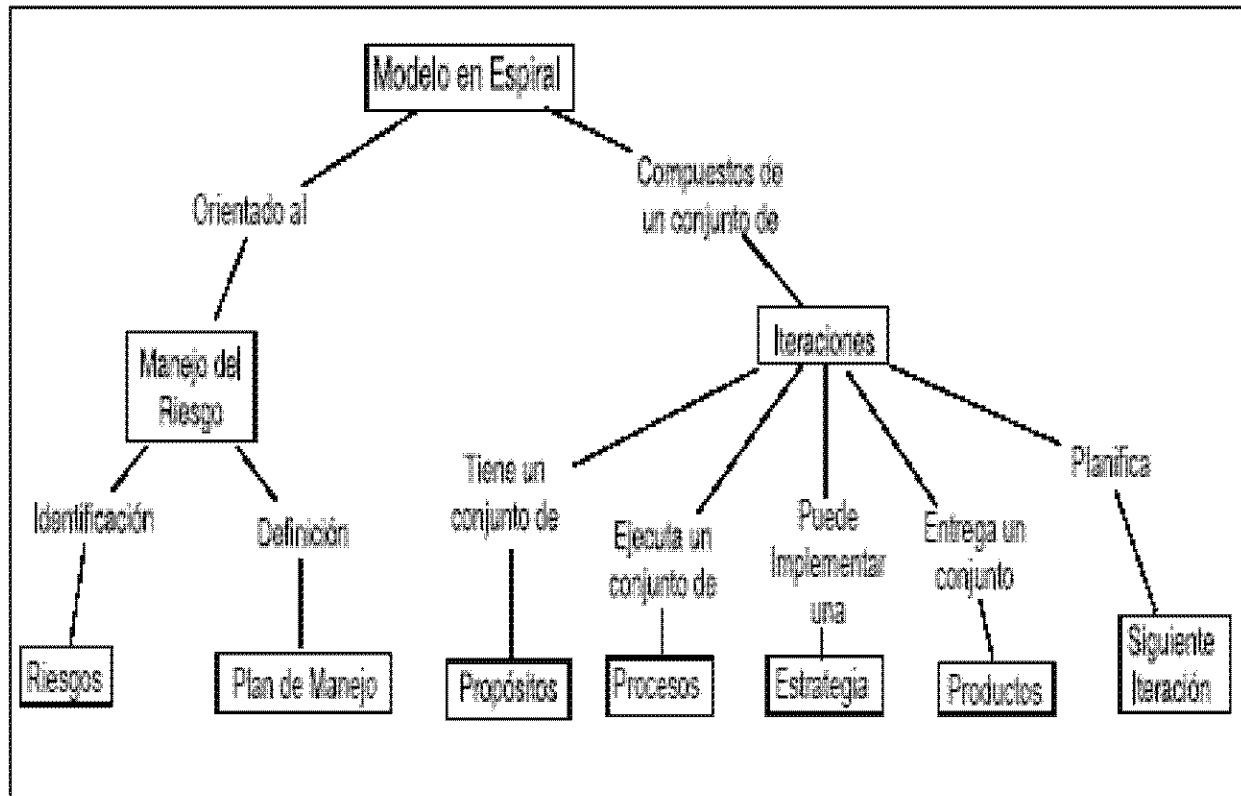 Modelo en Espiral
Orientado al
Compuestos de
un conjunto de
Manejo del
Riesgo
Iteraciones
Identificación
Definición
Tiene un
conjunto de
Ejecuta un
conjunto de
Puede
Implementar
una
Entrega un
conjunto
Planifica
Riesgos
Plan de Manejo
Propósitos
Procesos
Estrategia
Productos
Siguiente
Iteración